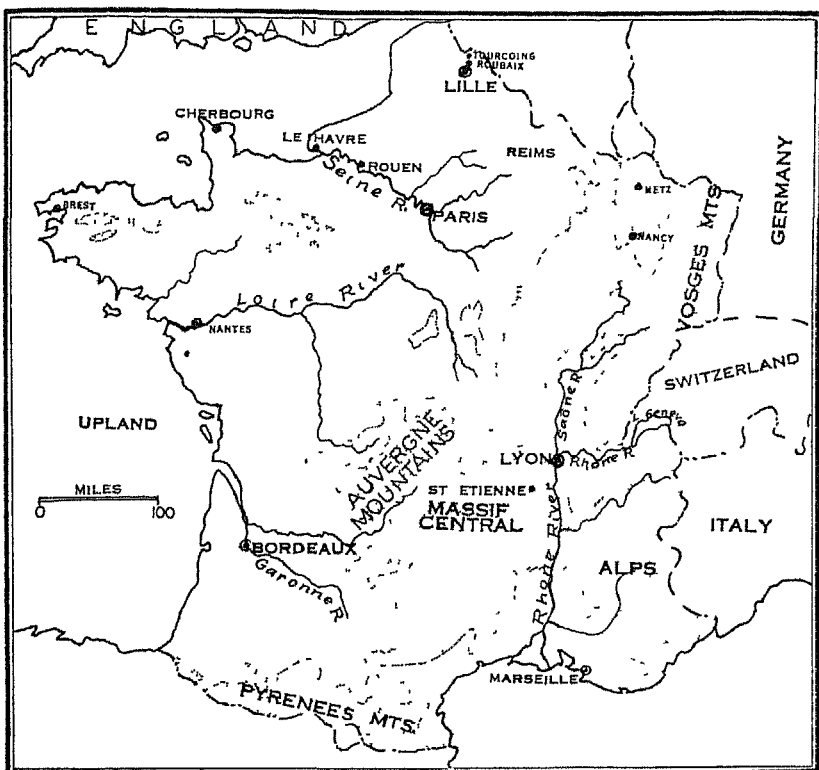 ENGLAND
TOURCOING
ROUBAIX
LILLE
CHERBOURG
LE HAVRE
ROUEN
REIMS
Seine R.
METZ
BREST
PARIS
NANCY
GERMANY
VOSGES MTS
Loire River
NANTES
SWITZERLAND
Saône R
L. Geneva
UPLAND
AUVERGNE
MOUNTAINS
LYON
Rhone R
MILES
0 100
ST ETIENNE
MASSIF
CENTRAL
ITALY
BORDEAUX
Garonne R
Rhone River
ALPS
MARSEILLE
PYRENEES MTS